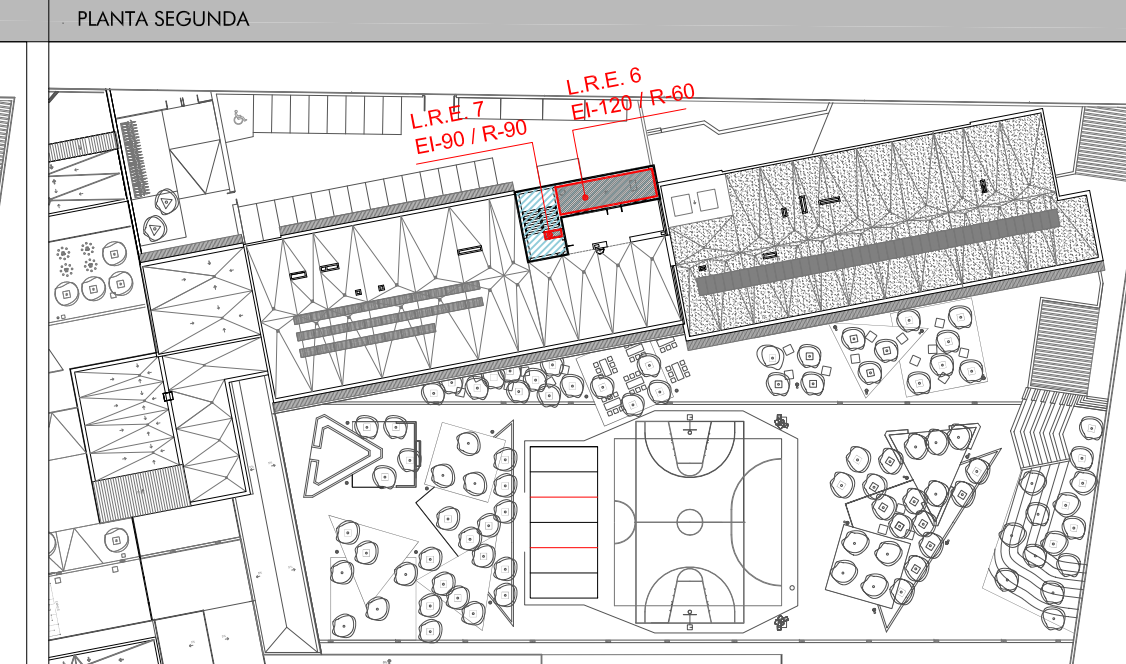 PLANTA SEGUNDA
L.R.E. 6
EI-120 / R-60
L.R.E. 7
EI-90 / R-90